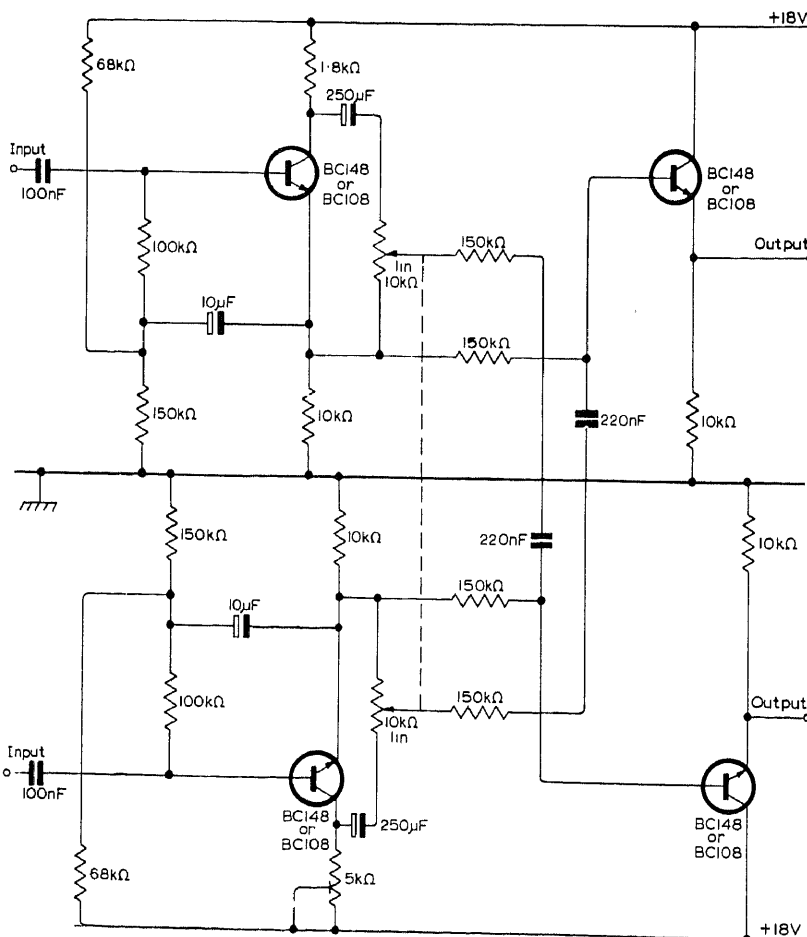 +18V
68kΩ
1·8kΩ
250µF
Input
100nF
BC148
or
BC108
BC148
or
BC108
100kΩ
150kΩ
Output
lin
10kΩ
10µF
150kΩ
150kΩ
10kΩ
220nF
10kΩ
150kΩ
10kΩ
220nF
10kΩ
10µF
150kΩ
100kΩ
150kΩ
10kΩ
lin
Output
Input
100nF
BC148
or
BC108
250µF
BC148
or
BC108
68kΩ
5kΩ
+18V